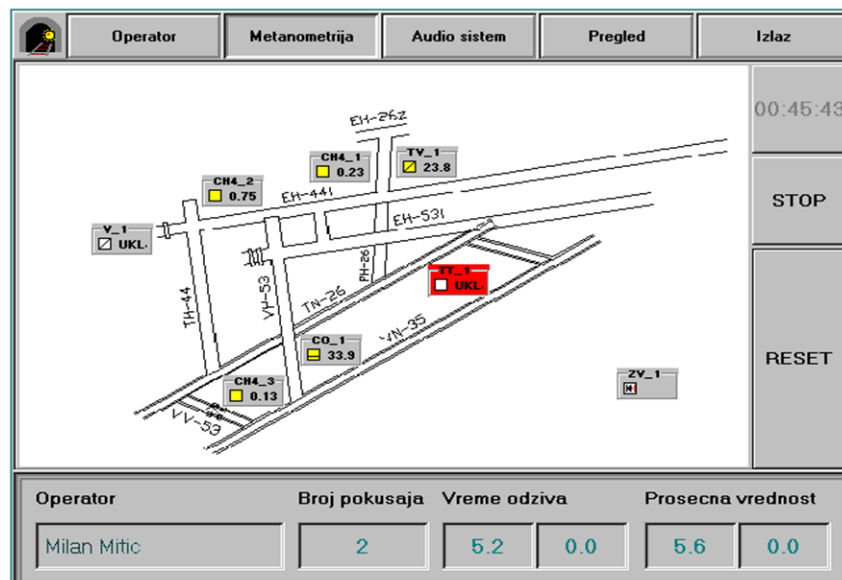 Operator Metanometrija Audio sistem Pregled Izlaz
00:45:43
STOP
RESET
EH-26z
CH4_1
0.23
TV_1
23.8
CH4_2
0.75
EH-441
EH-531
V_1
UKL.
TH-44
VH-53
PH-26
TN-26
TT_1
UKL.
VN-35
CO_1
33.9
CH4_3
0.13
VV-53
ZV_1
Operator Broj pokusaja Vreme odziva Prosecna vrednost
Milan Mitic 2 5.2 0.0 5.6 0.0